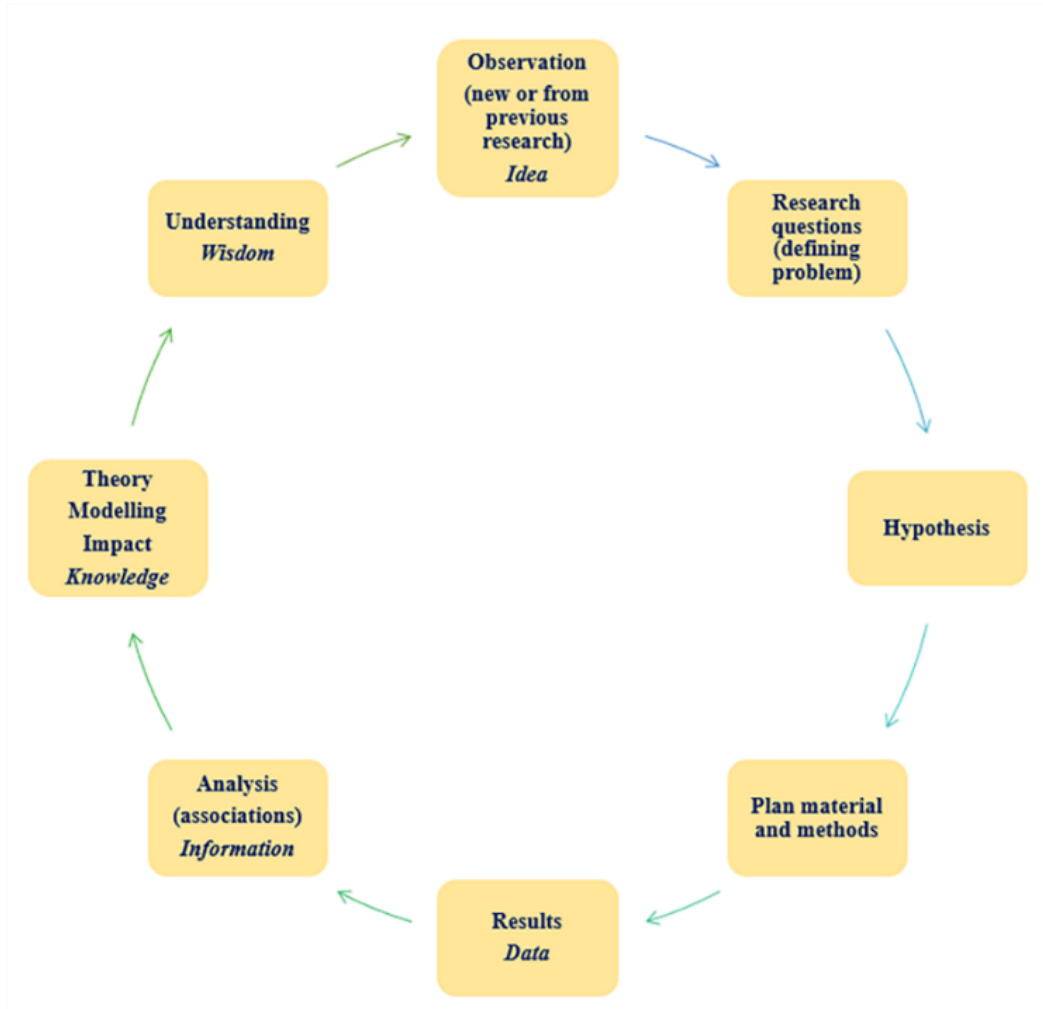 Observation
(new or from
previous
research)
Idea
Research
questions
(defining
problem)
Hypothesis
Plan material
and methods
Results
Data
Analysis
(associations)
Information
Theory
Modelling
Impact
Knowledge
Understanding
Wisdom